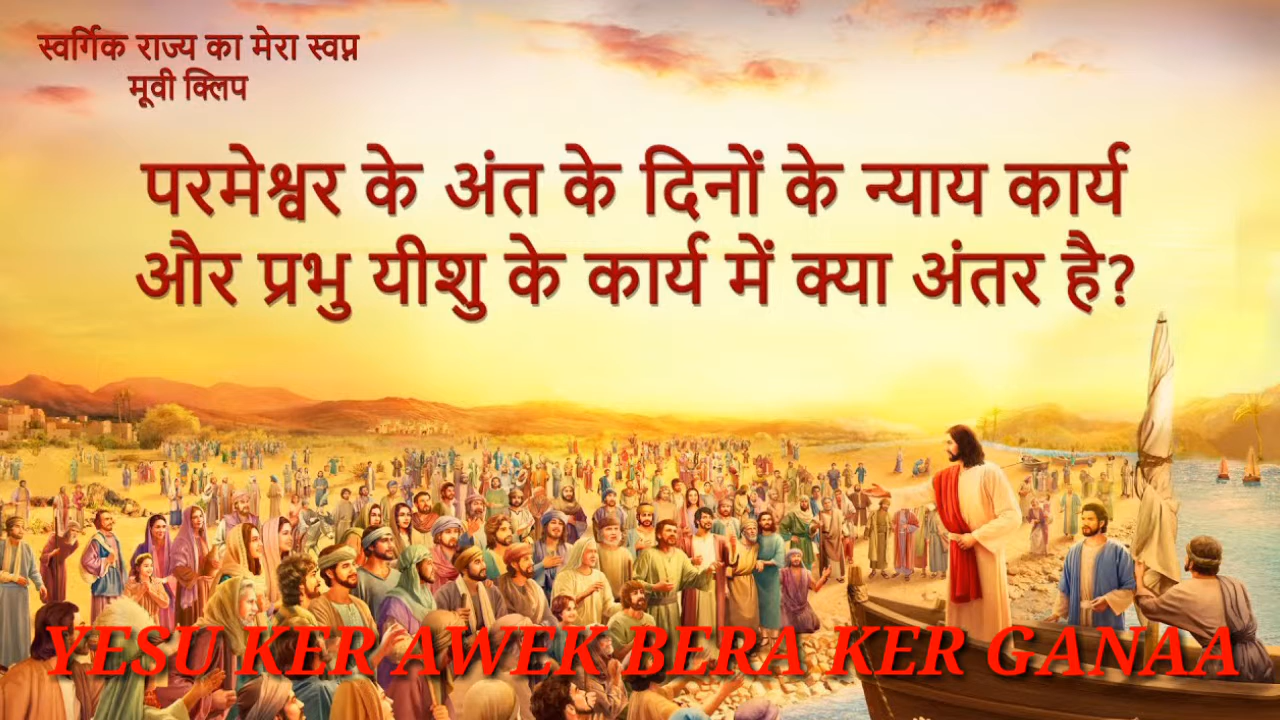 स्वर्गिक राज्य का मेरा स्वप्न
मूवी क्लिप
परमेश्वर के अंत के दिनों के न्याय कार्य
और प्रभु यीशु के कार्य में क्या अंतर है?
YESU KER AWEK BERA KER GANAA